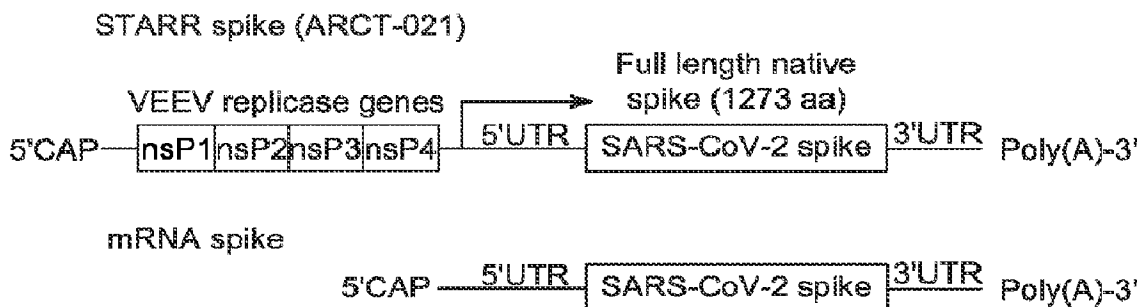 STARR spike (ARCT-021)
Full length native
VEEV replicase genes
spike (1273 aa)
5'CAP nsP1 nsP2 nsP3 nsP4 5'UTR SARS-CoV-2 spike 3'UTR Poly(A)-3'
mRNA spike
5'CAP 5'UTR SARS-CoV-2 spike 3'UTR Poly(A)-3'